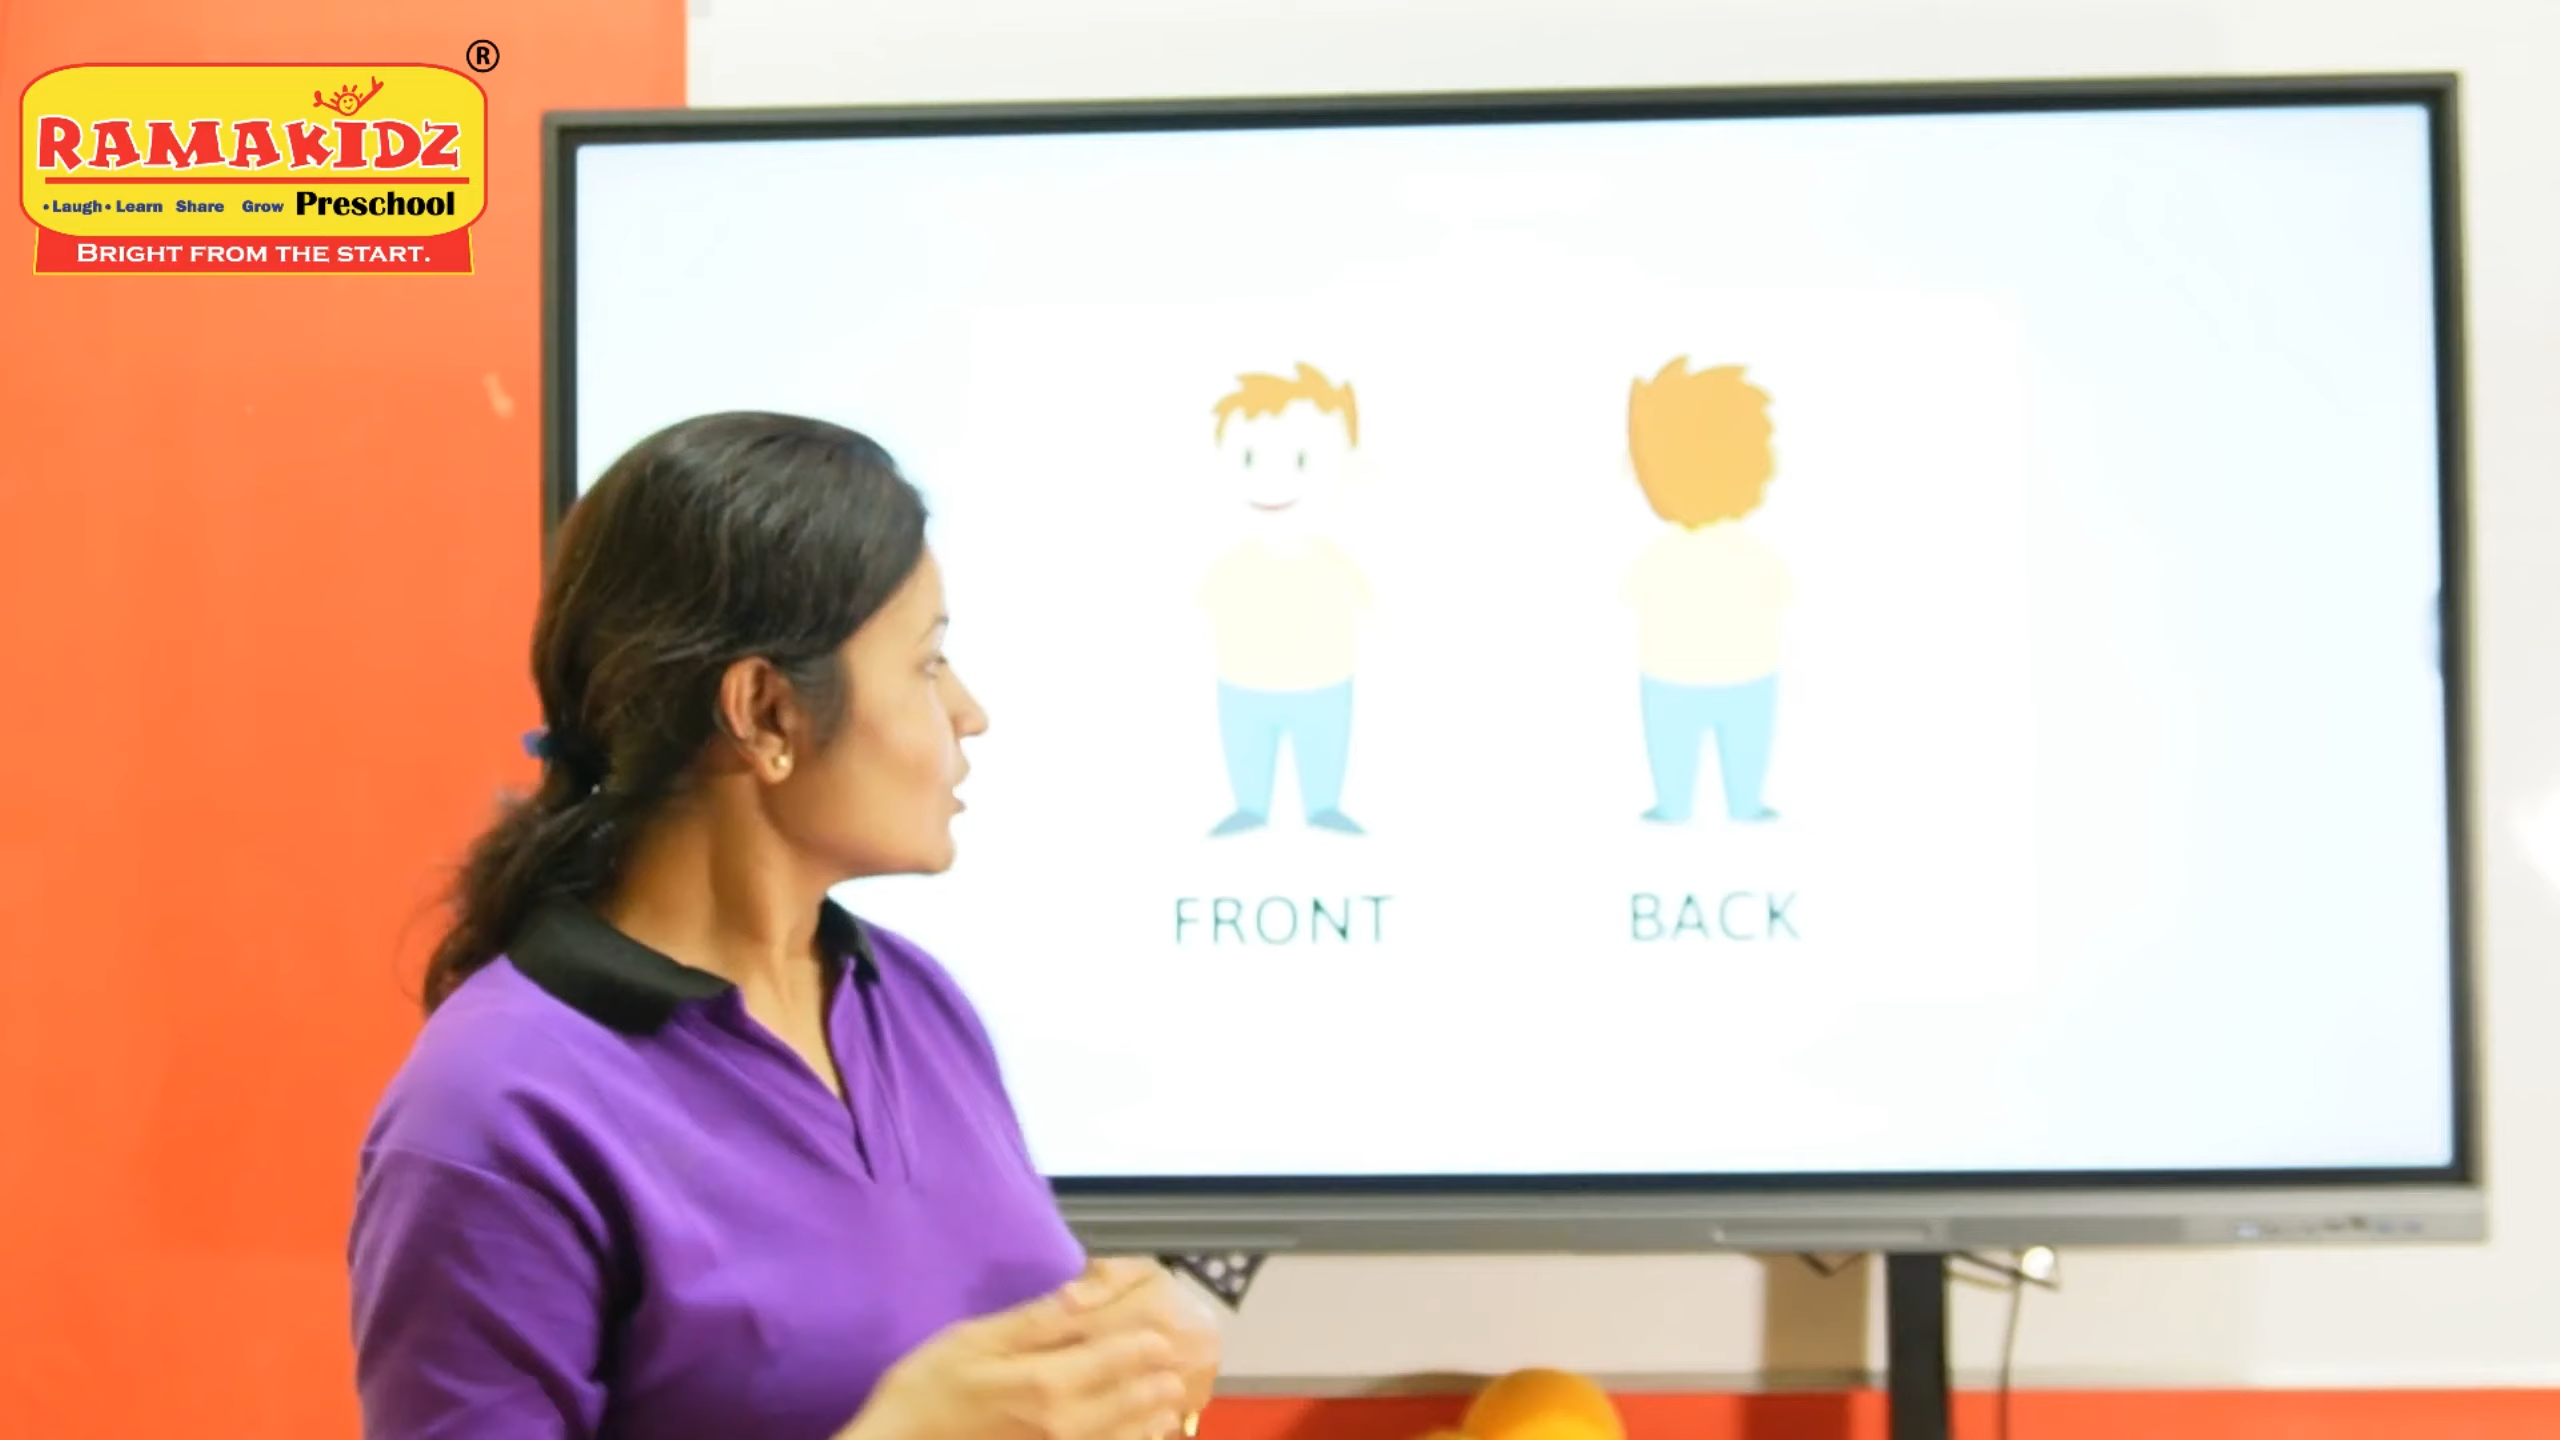 ®
RAMAKIDZ
• Laugh • Learn Share Grow Preschool
BRIGHT FROM THE START.
FRONT BACK